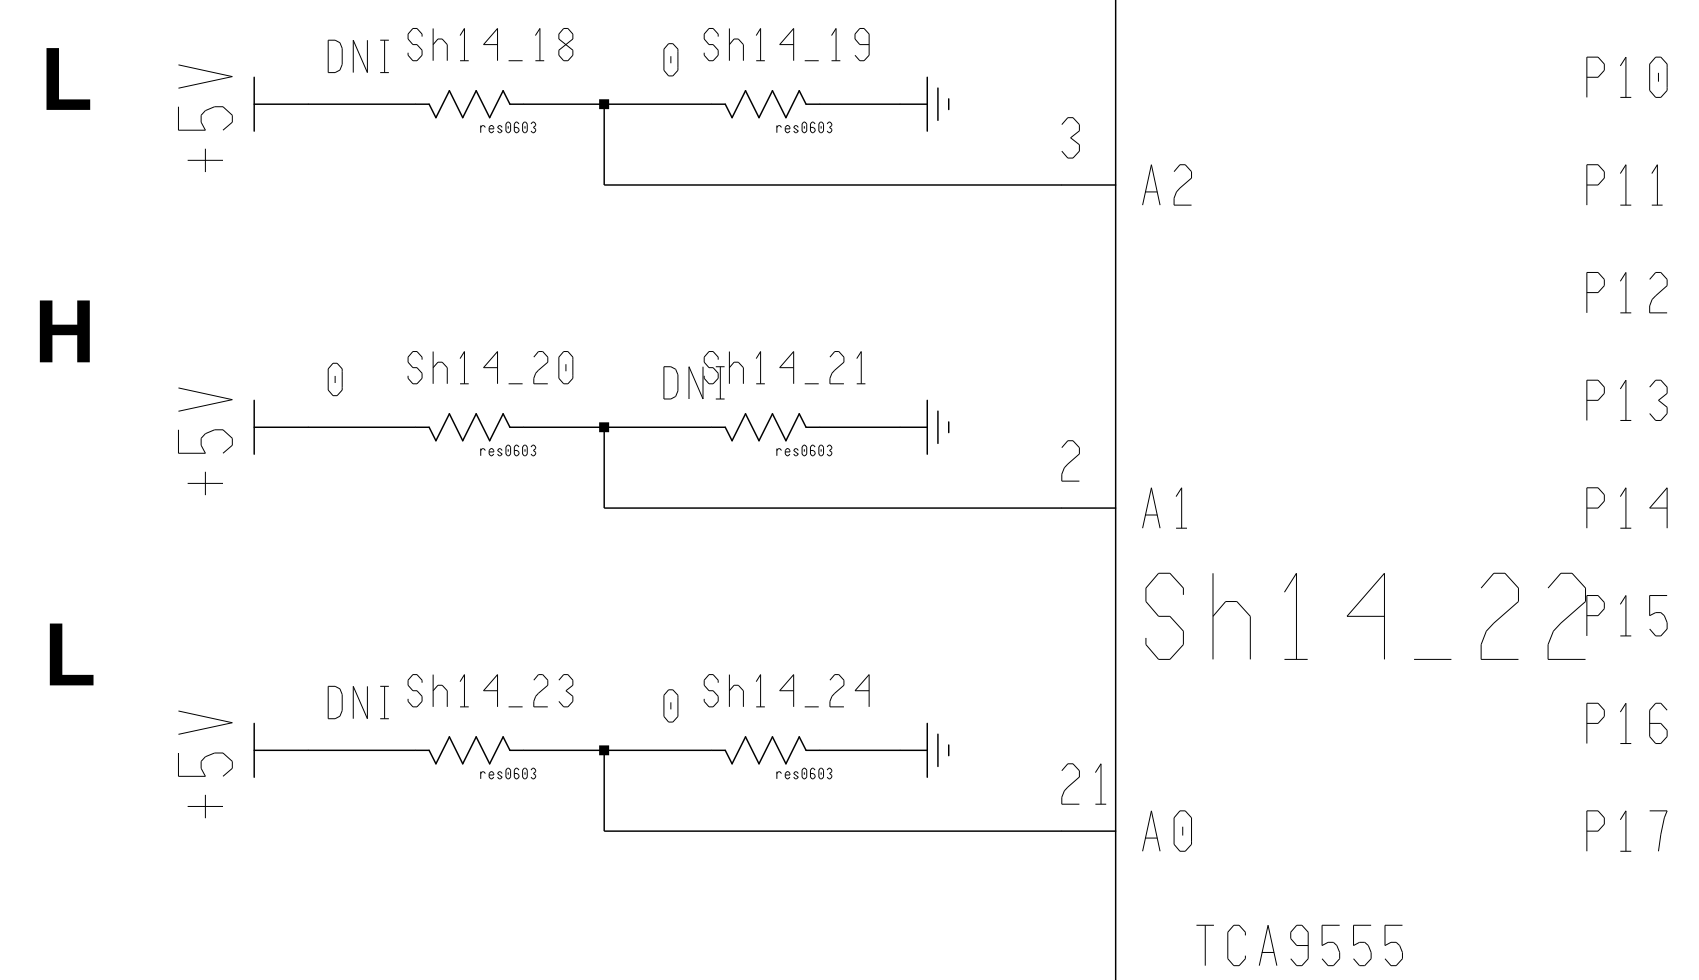 L
+5V
DNI Sh14_18
res0603
0 Sh14_19
res0603
3
A2
P10
P11
H
+5V
0 Sh14_20
res0603
DNI Sh14_21
res0603
2
A1
P12
P13
P14
Sh14_22
P15
L
+5V
DNI Sh14_23
res0603
0 Sh14_24
res0603
21
A0
P16
P17
TCA9555